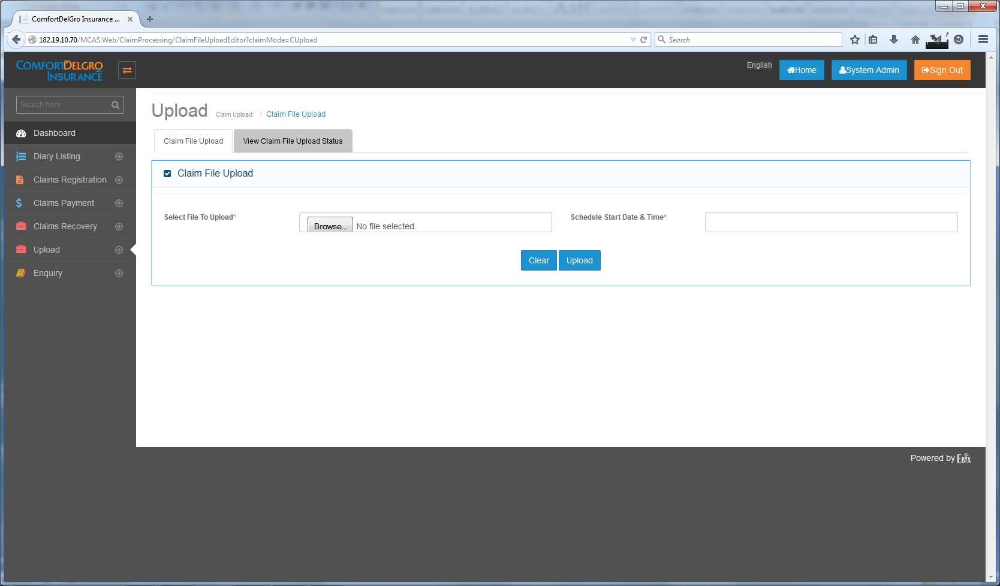 ComfortDelGro Insurance ...
182.19.10.70/MCAS.Web/ClaimProcessing/ClaimFileUploadEditor?claimMode=CUpload
Search
COMFORTDELGRO
INSURANCE
English
Home
System Admin
Sign Out
Search here
Dashboard
Diary Listing
Claims Registration
Claims Payment
Claims Recovery
Upload
Enquiry
Upload Claim Upload / Claim File Upload
Claim File Upload
View Claim File Upload Status
Claim File Upload
Select File To Upload*
Browse... No file selected.
Schedule Start Date & Time*
Clear
Upload
Powered by EBIX